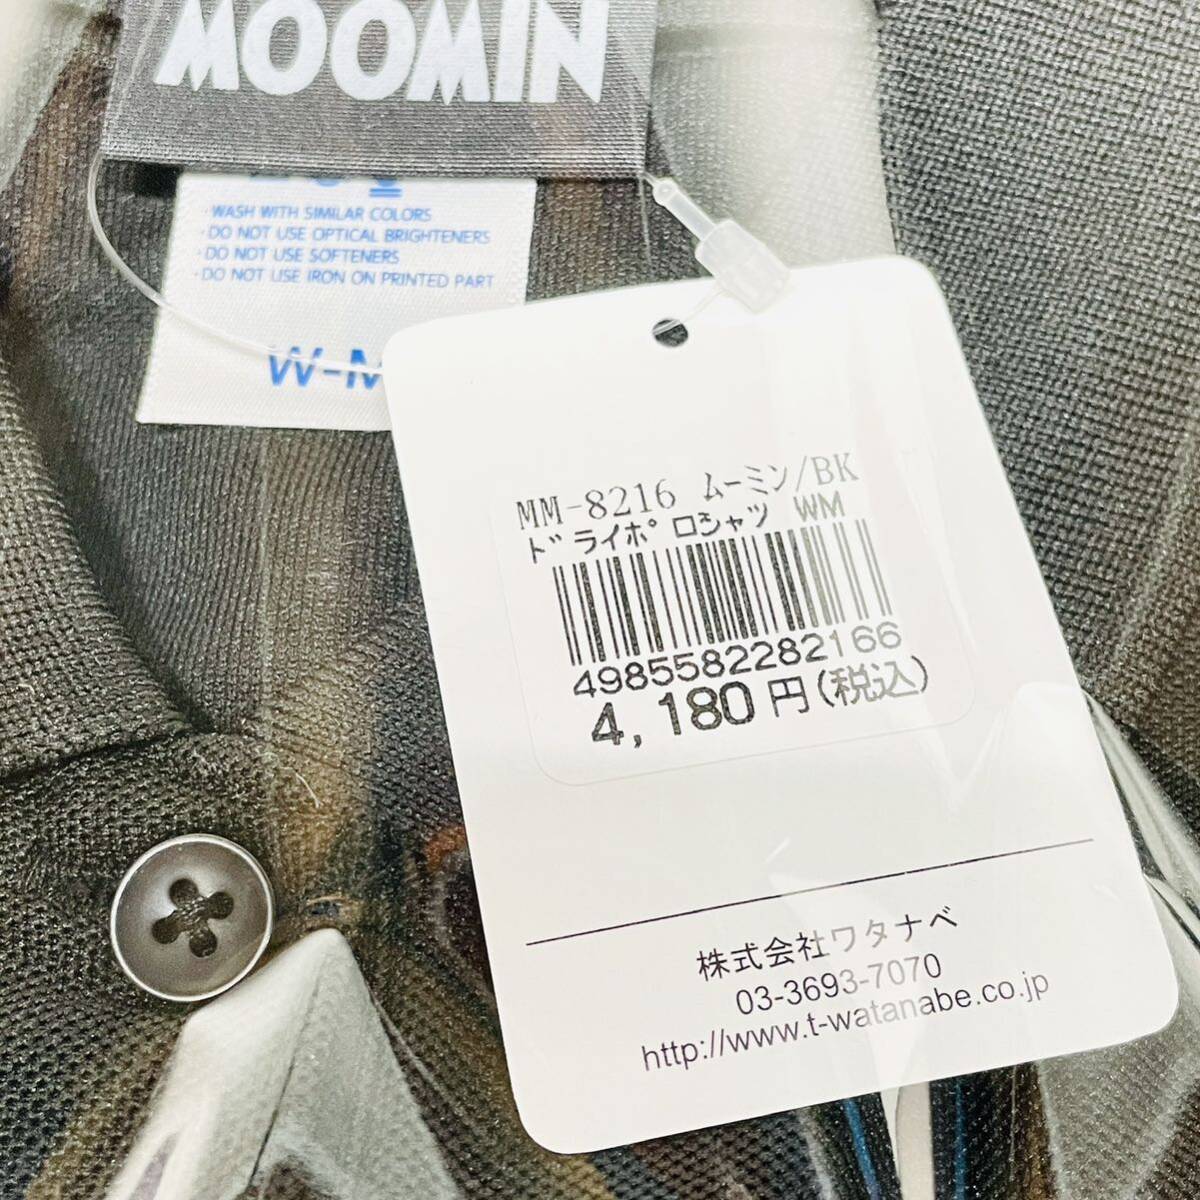 MOOMIN
・WASH WITH SIMILAR COLORS
・DO NOT USE OPTICAL BRIGHTENERS
・DO NOT USE SOFTENERS
・DO NOT USE IRON ON PRINTED PART
W-M
MM-8216 ムーミン/BK
ドライポロシャツ WM
4985582282166
4,180円(税込)
株式会社ワタナベ
03-3693-7070
http://www.t-watanabe.co.jp